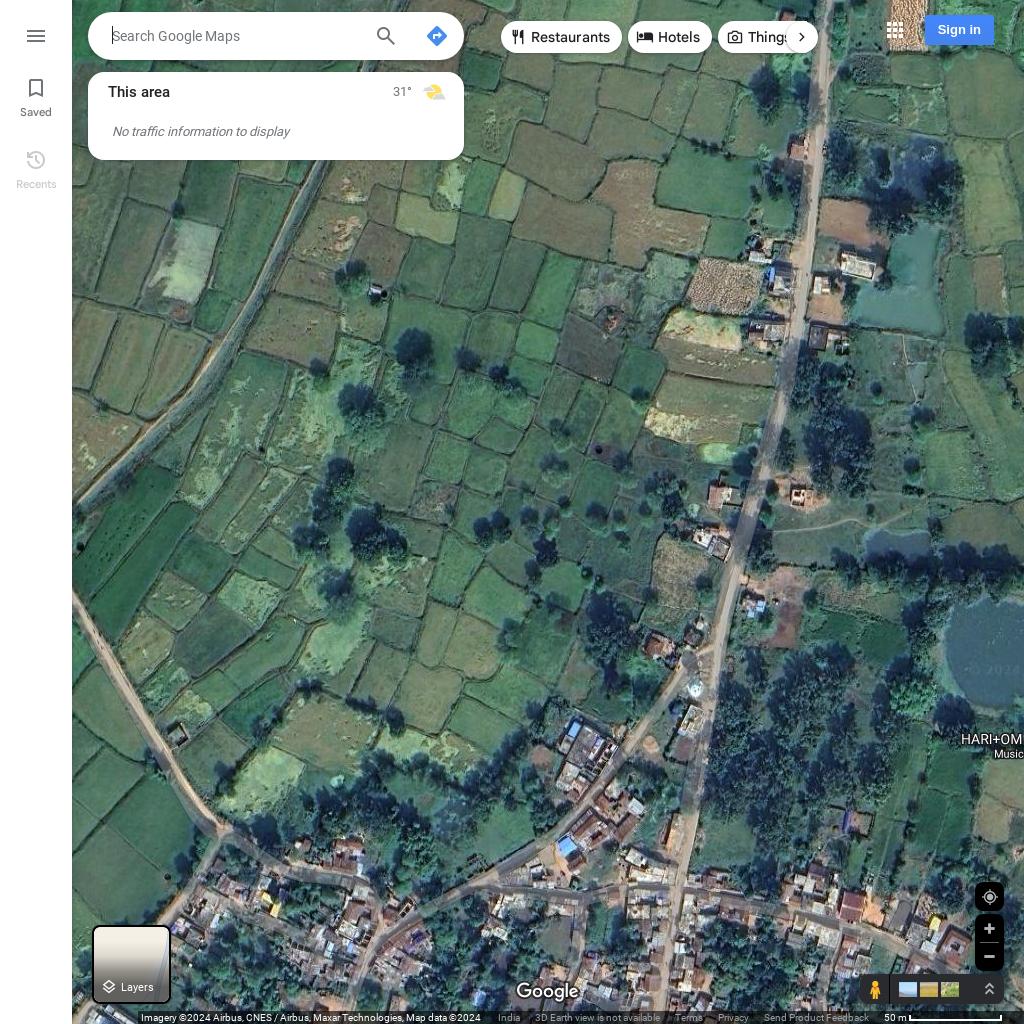 Search Google Maps
Restaurants
Hotels
Things
Sign in
This area
31°
No traffic information to display
Saved
Recents
HARI+OM
Music
Layers
Google
Imagery ©2024 Airbus, CNES / Airbus, Maxar Technologies, Map data ©2024
India
3D Earth view is not available
Terms
Privacy
Send Product Feedback
50 m